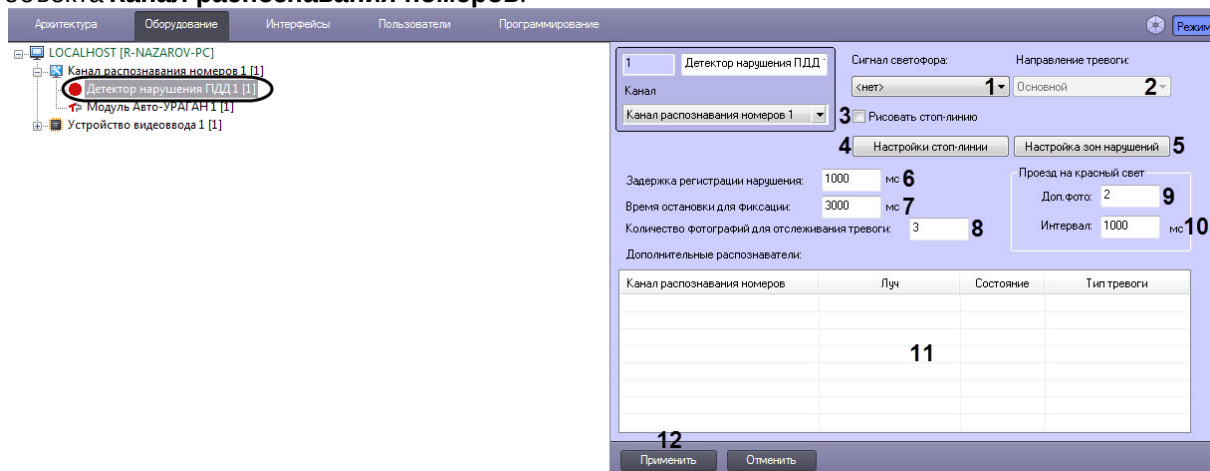 объекта Канал распознавания номеров.
Архитектура Оборудование Интерфейсы Пользователи Программирование Режим
LOCALHOST [R-NAZAROV-PC]
Канал распознавания номеров 1 [1]
Детектор нарушения ПДД 1 [1]
Модуль Авто-УРАГАН 1 [1]
Устройство видеоввода 1 [1]
1 Детектор нарушения ПДД Сигнал светофора: Направление тревоги:
Канал <нет> 1 Основной 2
Канал распознавания номеров 1 3 Рисовать стоп-линию
4 Настройки стоп-линии Настройка зон нарушений 5
Задержка регистрации нарушения: 1000 мс 6 Проезд на красный свет
Доп.фото: 2 9
Время остановки для фиксации: 3000 мс 7
Количество фотографий для отслеживания тревоги: 3 8 Интервал: 1000 мс 10
Дополнительные распознаватели:
Канал распознавания номеров Луч Состояние Тип тревоги
11
12
Применить Отменить